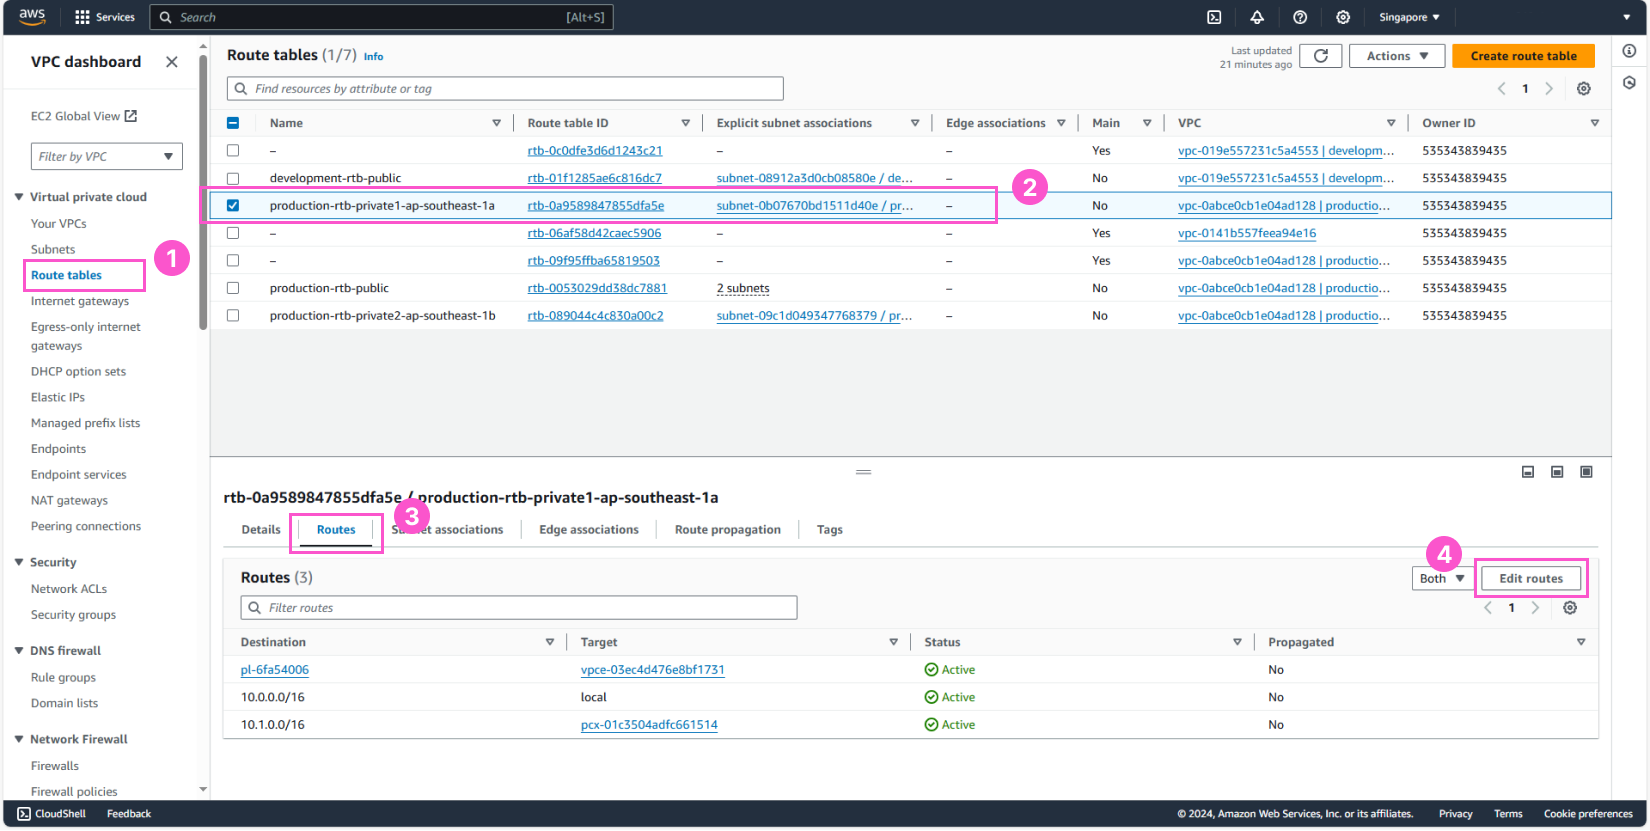 aws Services Search [Alt+S] Singapore
VPC dashboard
EC2 Global View
Filter by VPC
Virtual private cloud
Your VPCs
Subnets
1
Route tables
Internet gateways
Egress-only internet
gateways
DHCP option sets
Elastic IPs
Managed prefix lists
Endpoints
Endpoint services
NAT gateways
Peering connections
Security
Network ACLs
Security groups
DNS firewall
Rule groups
Domain lists
Network Firewall
Firewalls
Firewall policies
Route tables (1/7) Info
Last updated
21 minutes ago
Actions
Create route table
Find resources by attribute or tag
1
Name Route table ID Explicit subnet associations Edge associations Main VPC Owner ID
– rtb-0c0dfe3d6d1243c21 – – Yes vpc-019e557231c5a4553 | developm... 535343839435
development-rtb-public rtb-01f1285ae6c816dc7 subnet-08912a3d0cb08580e / de... – No vpc-019e557231c5a4553 | developm... 535343839435
2
production-rtb-private1-ap-southeast-1a rtb-0a9589847855dfa5e subnet-0b07670bd1511d40e / pr... – No vpc-0abce0cb1e04ad128 | productio... 535343839435
– rtb-06af58d42caec5906 – – Yes vpc-0141b557feea94e16 535343839435
– rtb-09f95ffba65819503 – – Yes vpc-0abce0cb1e04ad128 | productio... 535343839435
production-rtb-public rtb-0053029dd38dc7881 2 subnets – No vpc-0abce0cb1e04ad128 | productio... 535343839435
production-rtb-private2-ap-southeast-1b rtb-089044c4c830a00c2 subnet-09c1d049347768379 / pr... – No vpc-0abce0cb1e04ad128 | productio... 535343839435
rtb-0a9589847855dfa5e / production-rtb-private1-ap-southeast-1a
3
Details Routes associations Edge associations Route propagation Tags
4
Routes (3) Both Edit routes
Filter routes 1
Destination Target Status Propagated
pl-6fa54006 vpce-03ec4d476e8bf1731 Active No
10.0.0.0/16 local Active No
10.1.0.0/16 pcx-01c3504adfc661514 Active No
CloudShell Feedback © 2024, Amazon Web Services, Inc. or its affiliates. Privacy Terms Cookie preferences